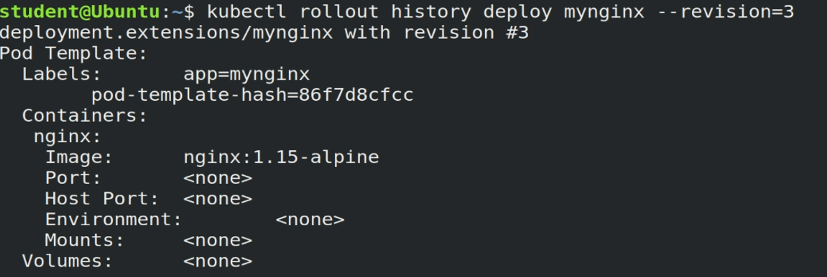 student@Ubuntu:~$ kubectl rollout history deploy mynginx --revision=3
deployment.extensions/mynginx with revision #3
Pod Template:
  Labels:       app=mynginx
        pod-template-hash=86f7d8cfcc
  Containers:
   nginx:
    Image:      nginx:1.15-alpine
    Port:       <none>
    Host Port:  <none>
    Environment:        <none>
    Mounts:     <none>
  Volumes:      <none>